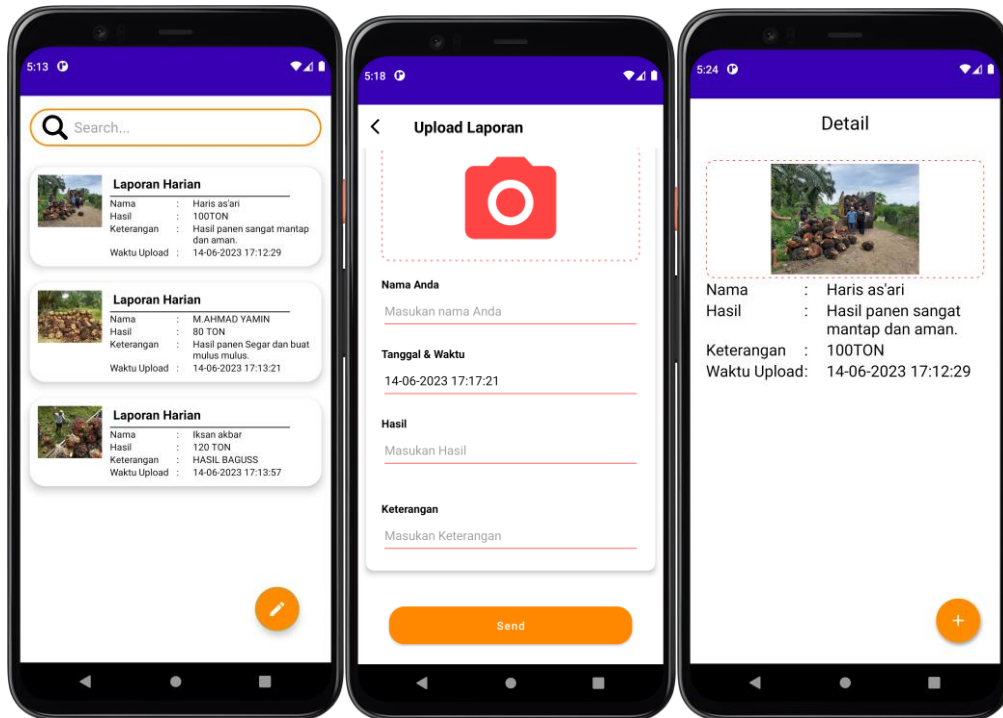 5:13
Search...
Laporan Harian
Nama : Haris as'ari
Hasil : 100TON
Keterangan : Hasil panen sangat mantap
dan aman.
Waktu Upload : 14-06-2023 17:12:29
Laporan Harian
Nama : M.AHMAD YAMIN
Hasil : 80 TON
Keterangan : Hasil panen Segar dan buat
mulus mulus.
Waktu Upload : 14-06-2023 17:13:21
Laporan Harian
Nama : Iksan akbar
Hasil : 120 TON
Keterangan : HASIL BAGUSS
Waktu Upload : 14-06-2023 17:13:57
5:18
Upload Laporan
Nama Anda
Masukan nama Anda
Tanggal & Waktu
14-06-2023 17:17:21
Hasil
Masukan Hasil
Keterangan
Masukan Keterangan
Send
5:24
Detail
Nama : Haris as'ari
Hasil : Hasil panen sangat
mantap dan aman.
Keterangan : 100TON
Waktu Upload: 14-06-2023 17:12:29